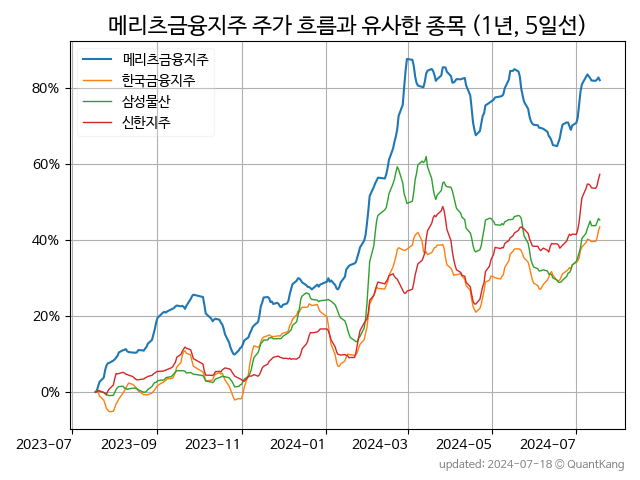 메리츠금융지주 주가 흐름과 유사한 종목 (1년, 5일선)
메리츠금융지주
한국금융지주
삼성물산
신한지주
80%
60%
40%
20%
0%
2023-07 2023-09 2023-11 2024-01 2024-03 2024-05 2024-07
updated: 2024-07-18 © QuantKang